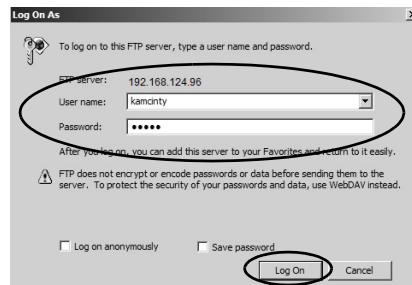 Log On As
To log on to this FTP server, type a user name and password.
FTP server: 192.168.124.96
User name: kamcinty
Password: •••••
After you log on, you can add this server to your Favorites and return to it easily.
FTP does not encrypt or encode passwords or data before sending them to the
server. To protect the security of your passwords and data, use WebDAV instead.
Log on anonymously Save password
Log On Cancel